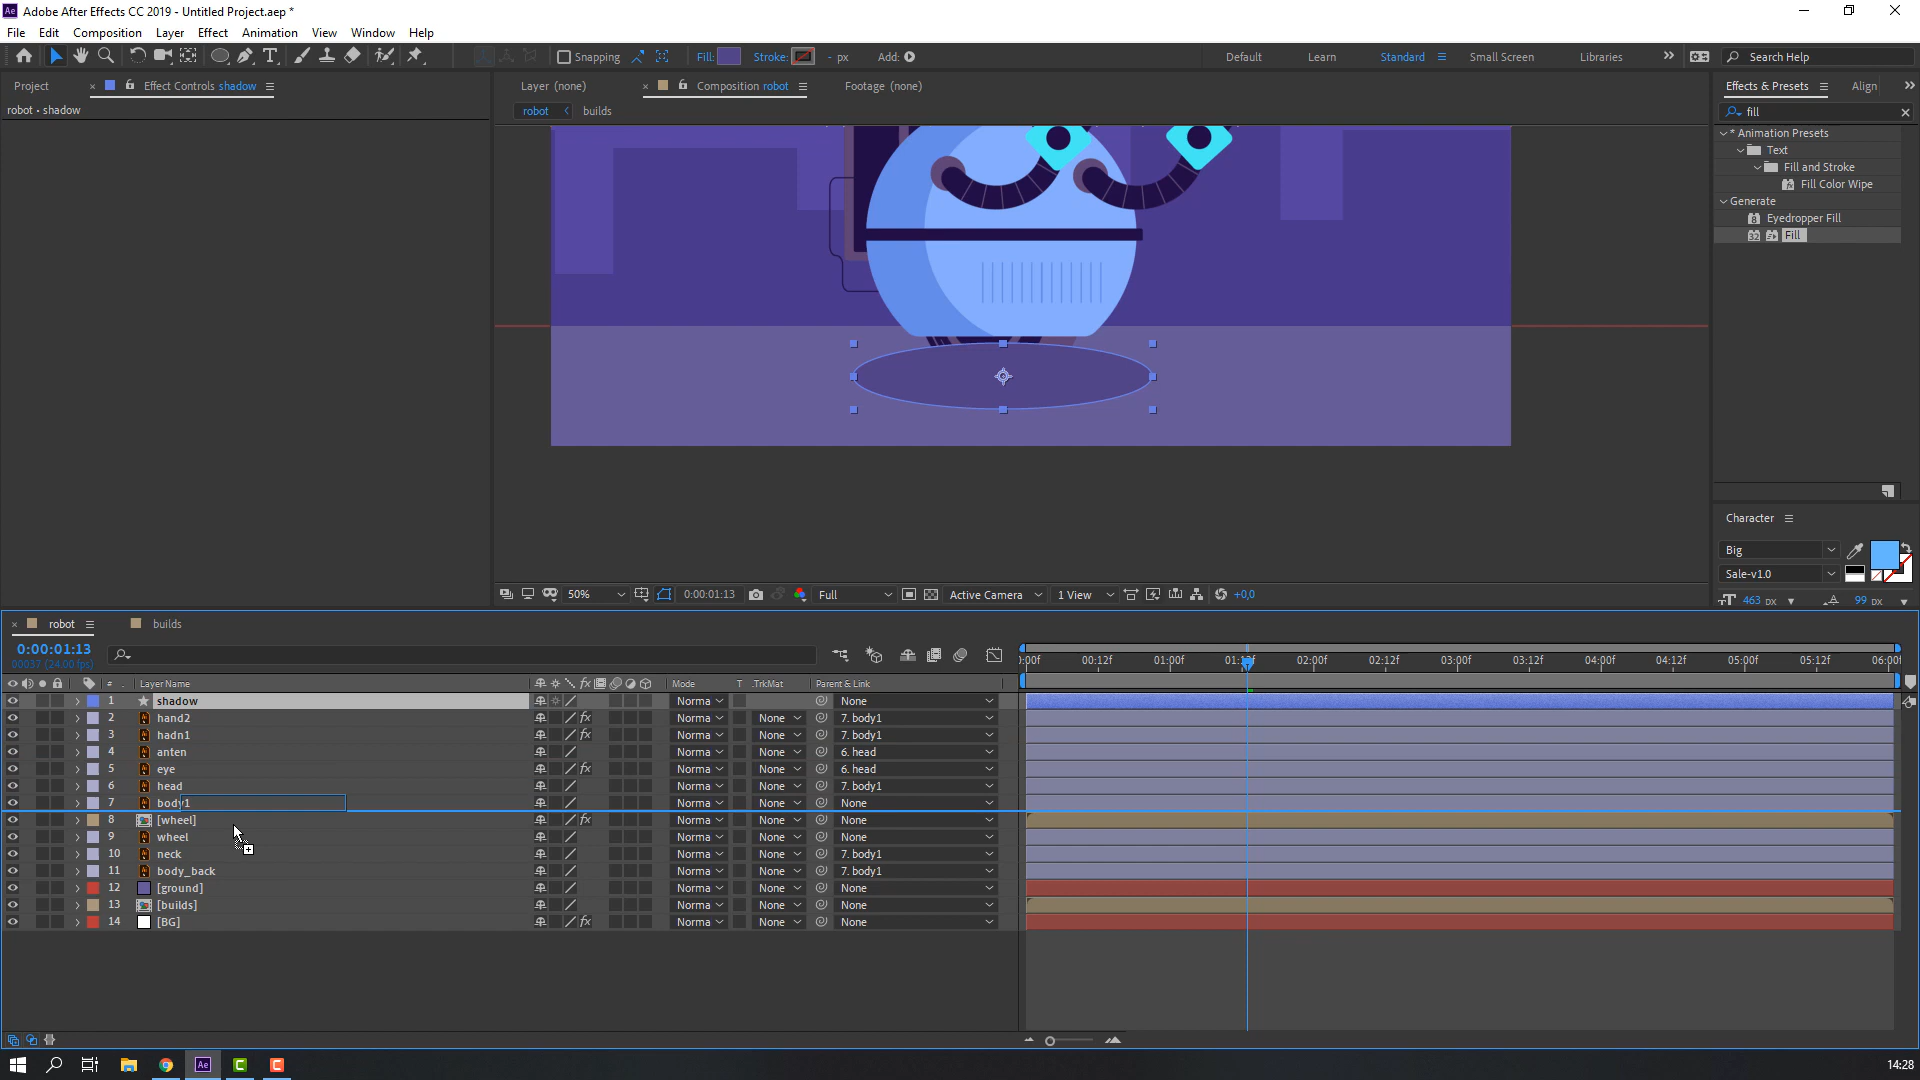 Adobe After Effects CC 2019 - Untitled Project.aep *
File Edit Composition Layer Effect Animation View Window Help
Snapping Fill: Stroke: - px Add: Default Learn Standard Small Screen Libraries Search Help
Project Effect Controls shadow Layer (none) Composition robot Footage (none) Effects & Presets Align
robot • shadow robot builds fill
* Animation Presets
Text
Fill and Stroke
Fill Color Wipe
Generate
Eyedropper Fill
Fill
Character
Big
Sale-v1.0
50% 0:00:01:13 Full Active Camera 1 View +0,0 463 px 99 px
robot builds
0:00:01:13
00037 (24.00 fps)
:00f 00:12f 01:00f 01:12f 02:00f 02:12f 03:00f 03:12f 04:00f 04:12f 05:00f 05:12f 06:00f
# Layer Name Mode T .TrkMat Parent & Link
1 shadow Norma None
2 hand2 Norma None 7. body1
3 hadn1 Norma None 7. body1
4 anten Norma None 6. head
5 eye Norma None 6. head
6 head Norma None 7. body1
7 body1 Norma None None
8 [wheel] Norma None None
9 wheel Norma None None
10 neck Norma None 7. body1
11 body_back Norma None 7. body1
12 [ground] Norma None None
13 [builds] Norma None None
14 [BG] Norma None None
14:28